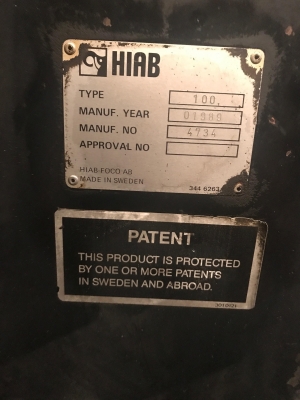 HIAB
TYPE 100.
MANUF. YEAR
MANUF. NO 4734
APPROVAL NO
HIAB-FOCO AB
MADE IN SWEDEN 344 6263
PATENT
THIS PRODUCT IS PROTECTED
BY ONE OR MORE PATENTS
IN SWEDEN AND ABROAD.